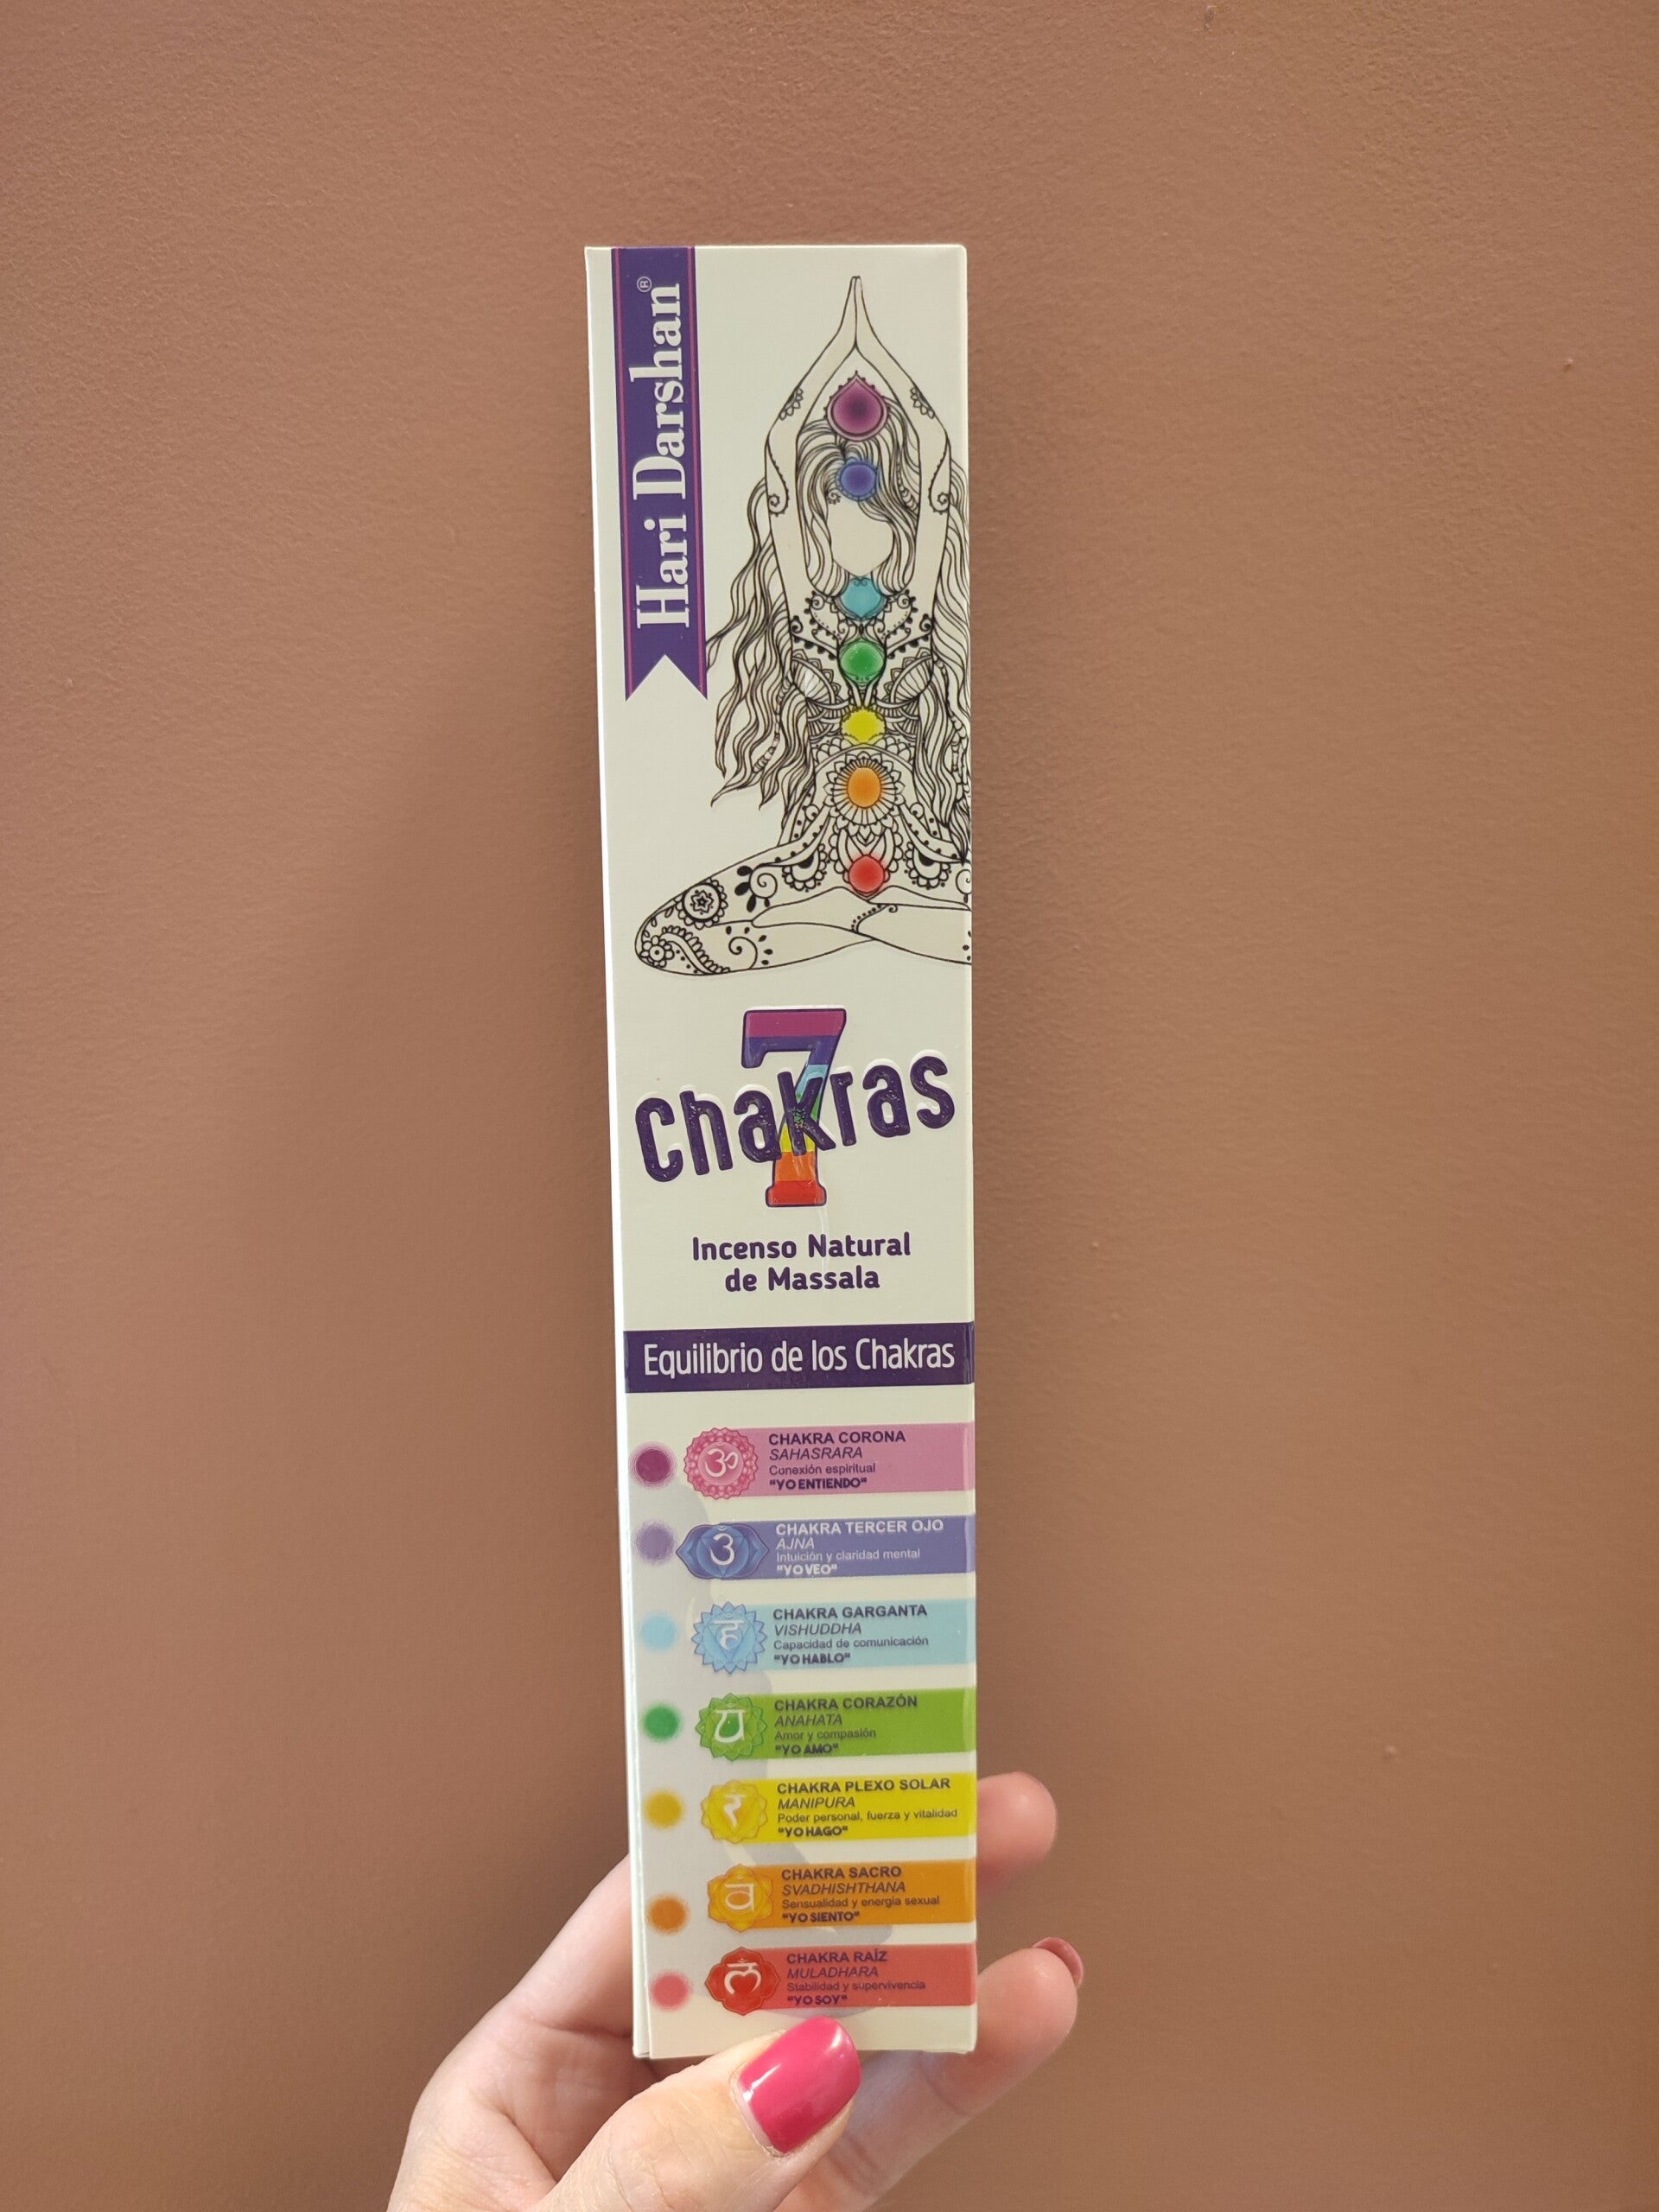 Hari Darshan®
7
Chakras
Incenso Natural
de Massala
Equilibrio de los Chakras
ॐ
CHAKRA CORONA
SAHASRARA
Conexión espiritual
"YO ENTIENDO"
CHAKRA TERCER OJO
AJNA
Intuición y claridad mental
"YO VEO"
CHAKRA GARGANTA
VISHUDDHA
Capacidad de comunicación
"YO HABLO"
CHAKRA CORAZÓN
ANAHATA
Amor y compasión
"YO AMO"
CHAKRA PLEXO SOLAR
MANIPURA
Poder personal, fuerza y vitalidad
"YO HAGO"
CHAKRA SACRO
SVADHISHTHANA
Sensualidad y energia sexual
"YO SIENTO"
CHAKRA RAÍZ
MULADHARA
Stabilidad y supervivencia
"YO SOY"